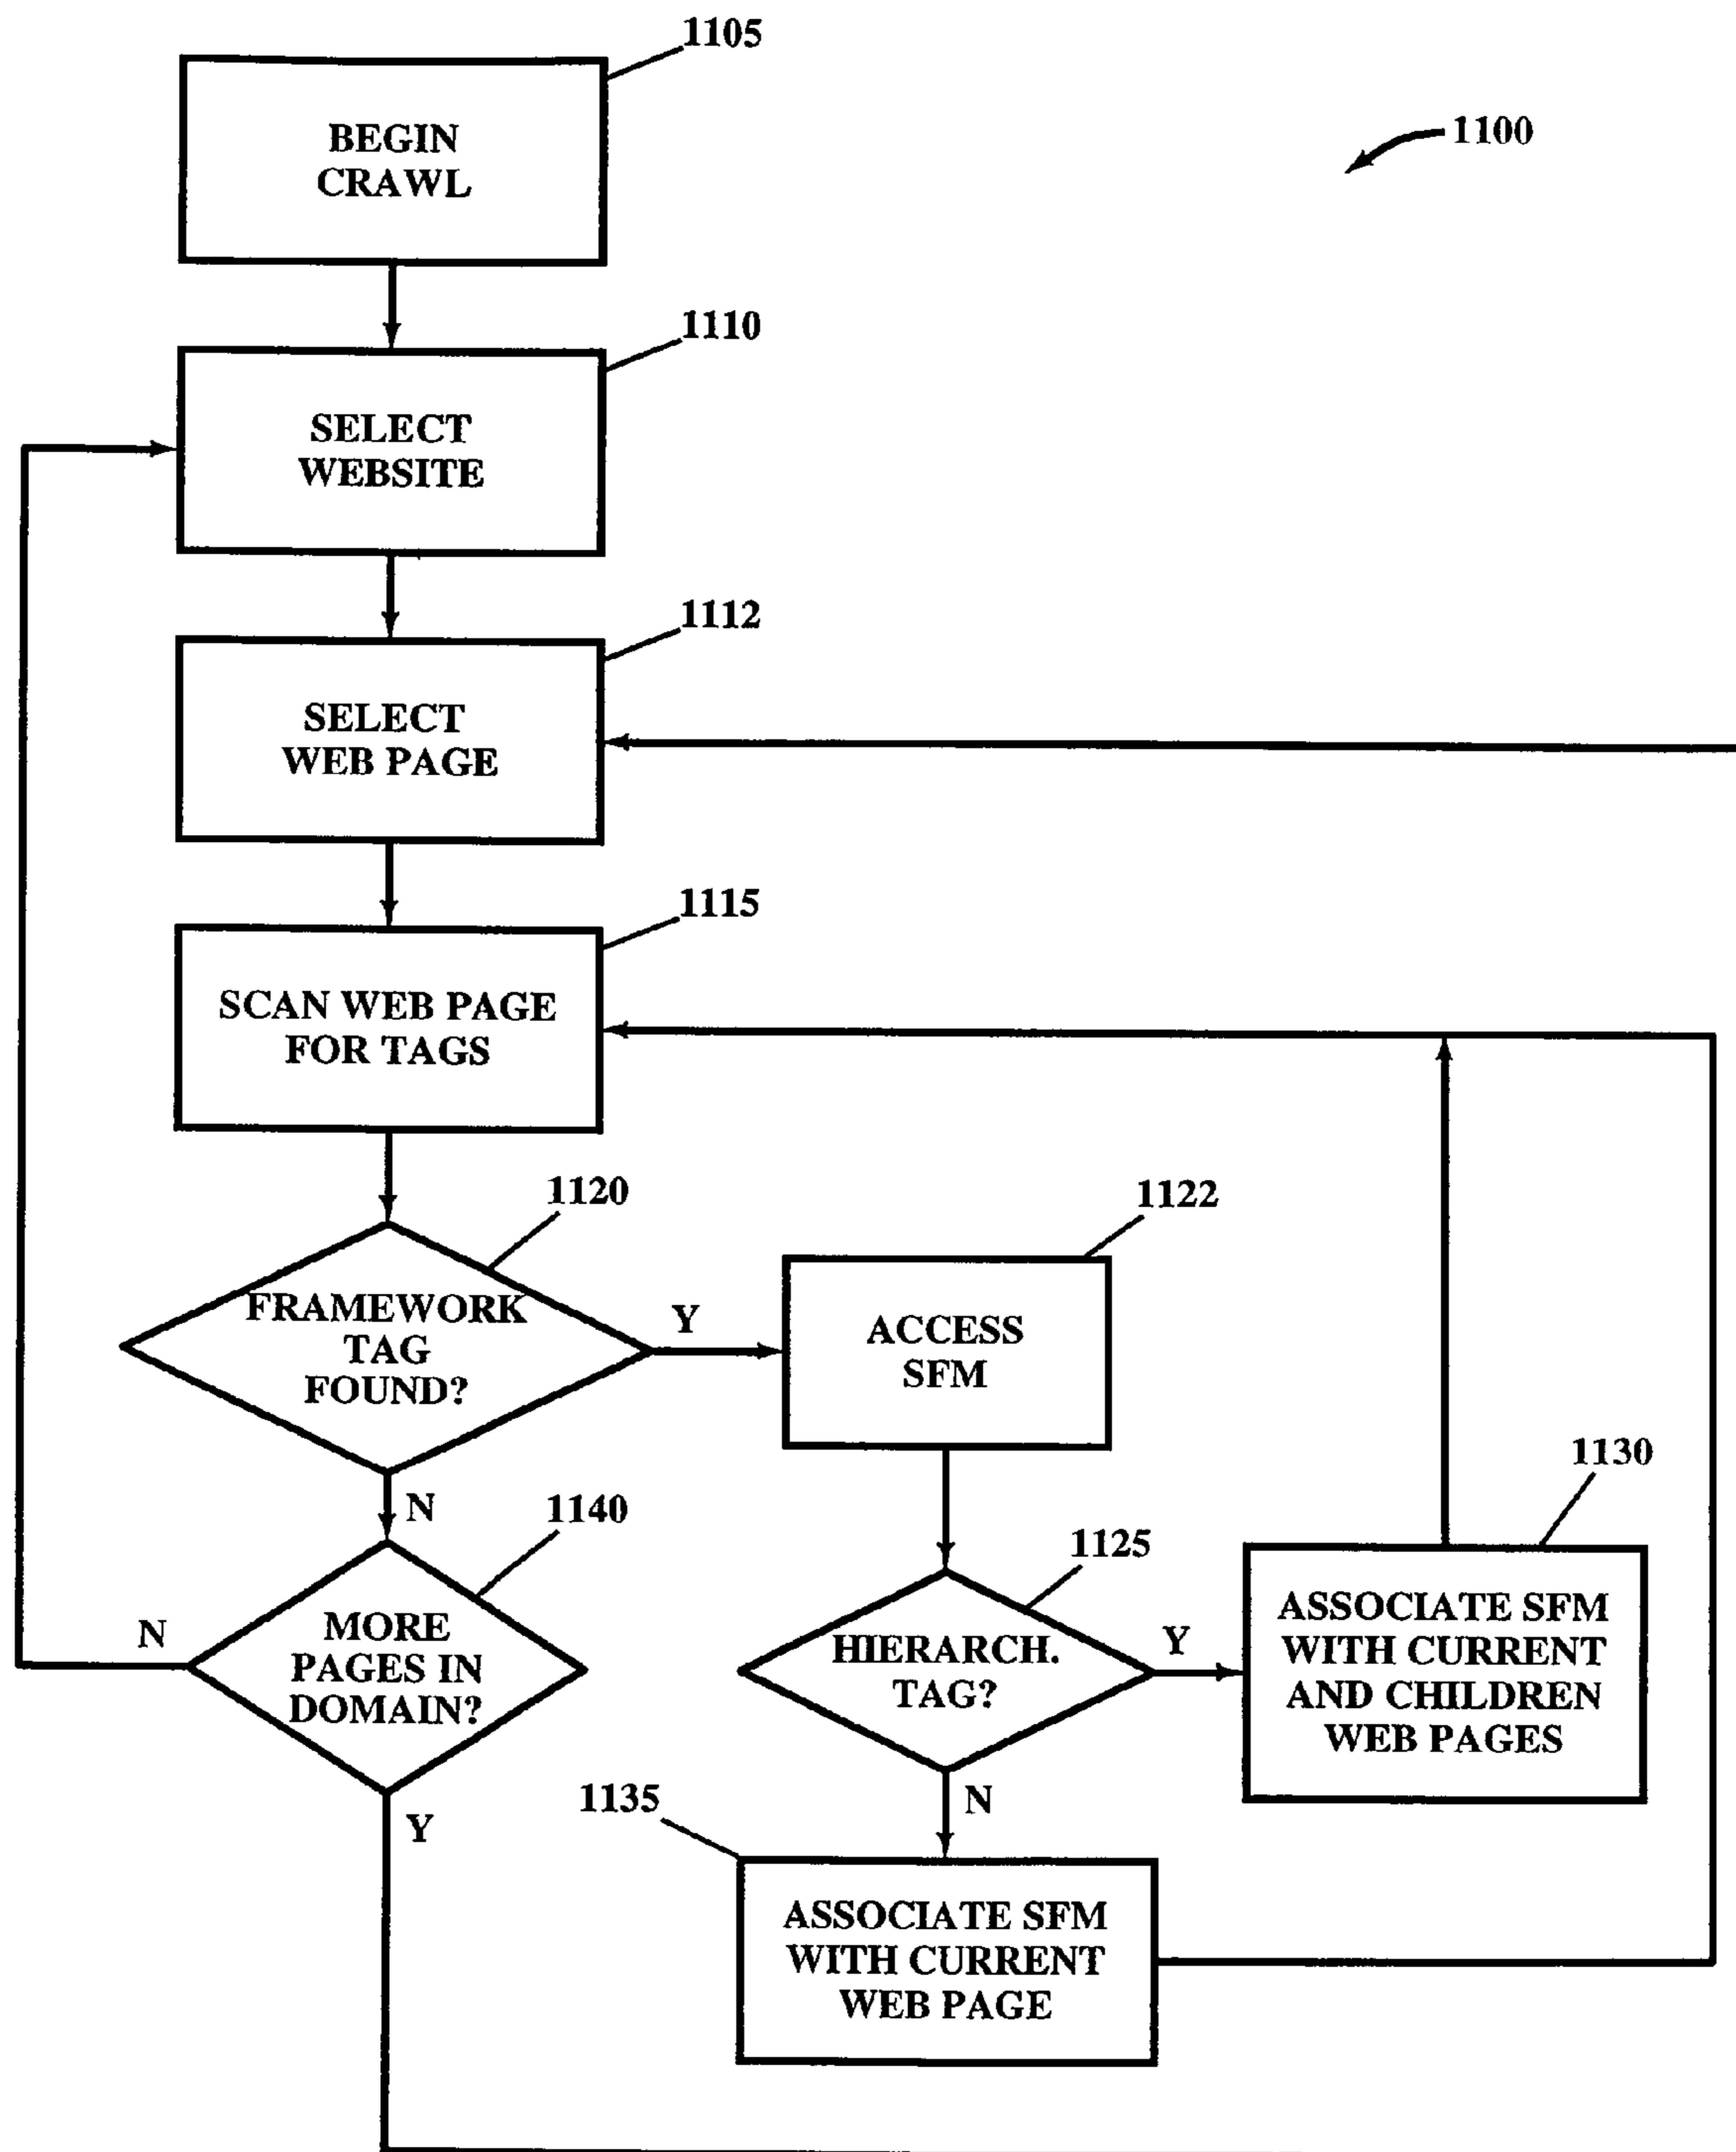 1105
BEGIN
CRAWL
1100
1110
SELECT
WEBSITE
1112
SELECT
WEB PAGE
1115
SCAN WEB PAGE
FOR TAGS
1120
FRAMEWORK
TAG
FOUND?
Y
N
1122
ACCESS
SFM
1125
HIERARCH.
TAG?
Y
N
1130
ASSOCIATE SFM
WITH CURRENT
AND CHILDREN
WEB PAGES
1140
MORE
PAGES IN
DOMAIN?
N
Y
1135
ASSOCIATE SFM
WITH CURRENT
WEB PAGE